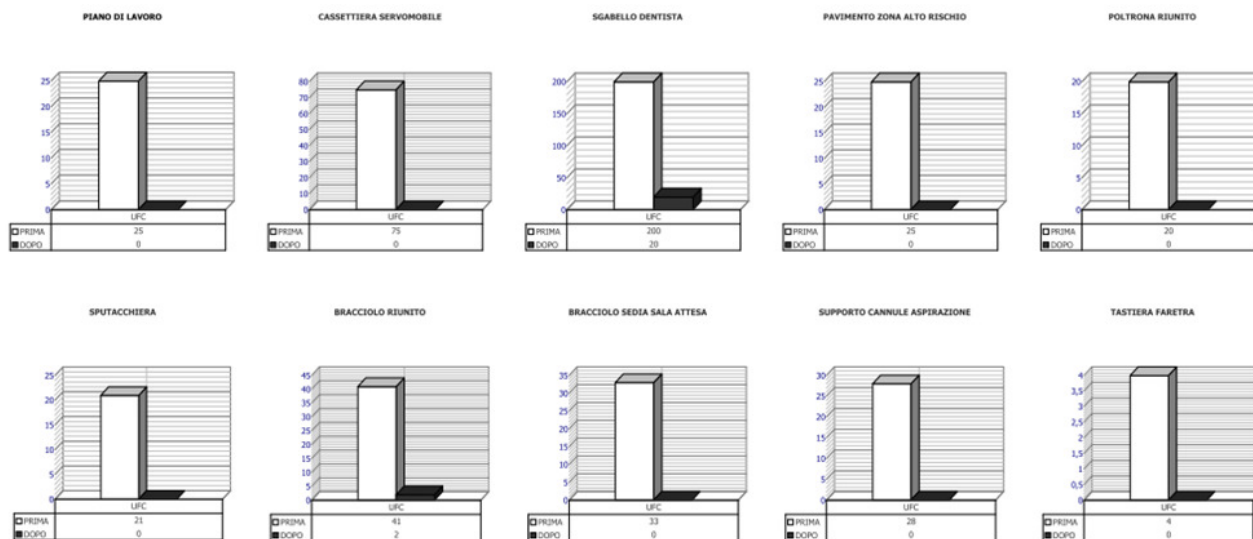 PIANO DI LAVORO
25
20
15
10
5
0
UFC
PRIMA 25
DOPO 0
CASSETTIERA SERVOMOBILE
80
70
60
50
40
30
20
10
0
UFC
PRIMA 75
DOPO 0
SGABELLO DENTISTA
200
150
100
50
0
UFC
PRIMA 200
DOPO 20
PAVIMENTO ZONA ALTO RISCHIO
25
20
15
10
5
0
UFC
PRIMA 25
DOPO 0
POLTRONA RIUNITO
20
15
10
5
0
UFC
PRIMA 20
DOPO 0
SPUTACCHIERA
25
20
15
10
5
0
UFC
PRIMA 21
DOPO 0
BRACCIOLO RIUNITO
45
40
35
30
25
20
15
10
5
0
UFC
PRIMA 41
DOPO 2
BRACCIOLO SEDIA SALA ATTESA
35
30
25
20
15
10
5
0
UFC
PRIMA 33
DOPO 0
SUPPORTO CANNULE ASPIRAZIONE
30
25
20
15
10
5
0
UFC
PRIMA 28
DOPO 0
TASTIERA FARETRA
4
3,5
3
2,5
2
1,5
1
0,5
0
UFC
PRIMA 4
DOPO 0